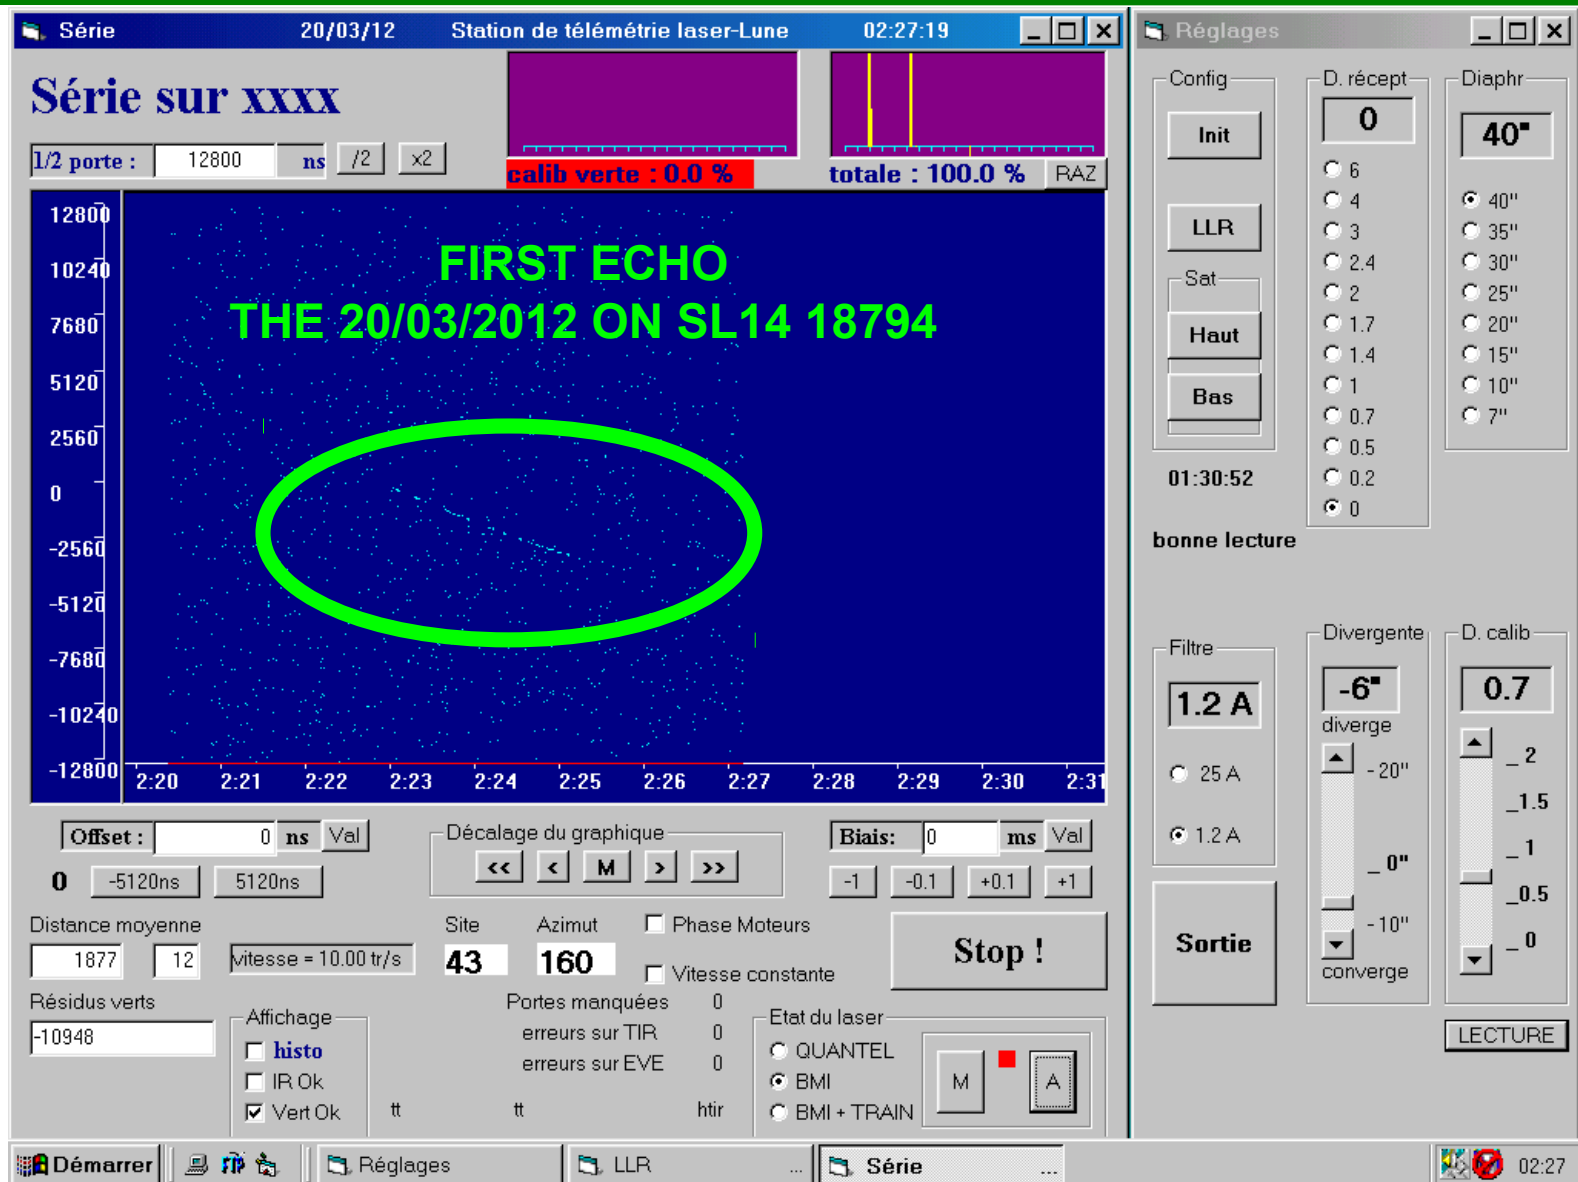 Série 20/03/12 Station de télémétrie laser-Lune 02:27:19
Série sur xxxx
1/2 porte : 12800 ns /2 x2
calib verte : 0.0 %
totale : 100.0 % RAZ
FIRST ECHO
THE 20/03/2012 ON SL14 18794
12800
10240
7680
5120
2560
0
-2560
-5120
-7680
-10240
-12800
2:20 2:21 2:22 2:23 2:24 2:25 2:26 2:27 2:28 2:29 2:30 2:31
Offset : 0 ns Val
0 -5120ns 5120ns
Décalage du graphique
<< < M > >>
Biais: 0 ms Val
-1 -0.1 +0.1 +1
Distance moyenne
1877 12 vitesse = 10.00 tr/s
Site Azimut
43 160
Phase Moteurs
Vitesse constante
Stop !
Résidus verts
-10948
Affichage
histo
IR Ok
Vert Ok
Portes manquées 0
erreurs sur TIR 0
erreurs sur EVE 0
tt tt htir
Etat du laser
QUANTEL
BMI
BMI + TRAIN
M A
Réglages
Config
Init
LLR
Sat
Haut
Bas
01:30:52
bonne lecture
D. récept
0
6
4
3
2.4
2
1.7
1.4
1
0.7
0.5
0.2
0
Diaphr
40"
40"
35"
30"
25"
20"
15"
10"
7"
Filtre
1.2 A
25 A
1.2 A
Sortie
Divergente
-6"
diverge
- 20"
_ 0"
- 10"
converge
D. calib
0.7
_ 2
_1.5
_ 1
_0.5
_ 0
LECTURE
Démarrer Réglages LLR ... Série ... 02:27